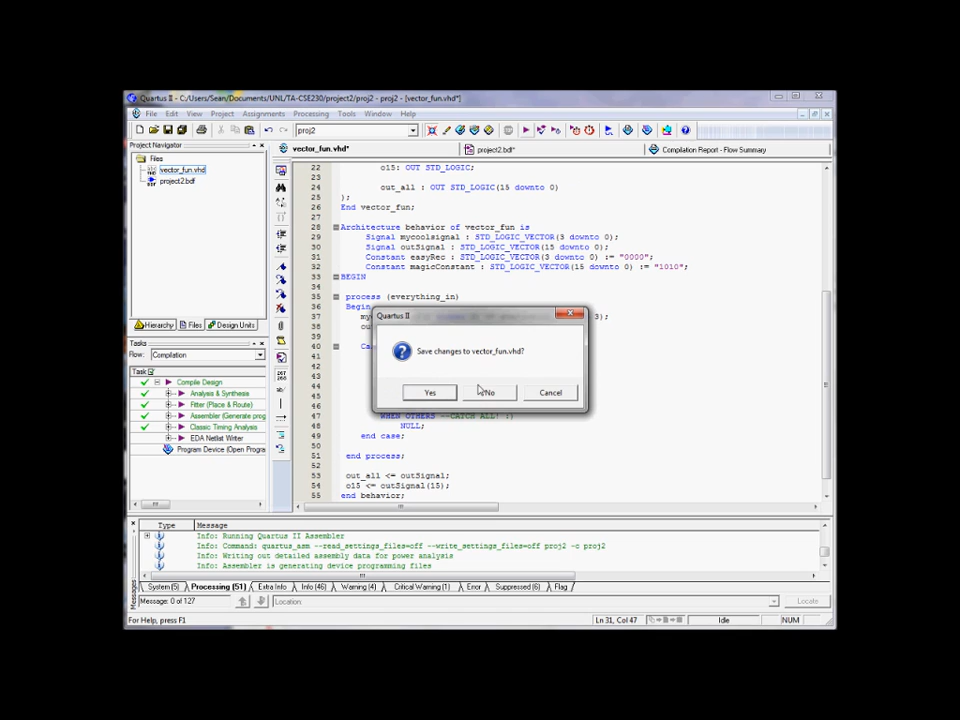 Quartus II - C:/Users/Sean/Documents/UNL/TA-CSE230/project2/proj2 - proj2 - [vector_fun.vhd*]
File Edit View Project Assignments Processing Tools Window Help
proj2
Project Navigator
Files
vector_fun.vhd
project2.bdf
Hierarchy Files Design Units
Tasks
Flow: Compilation
Task
Compile Design
Analysis & Synthesis
Fitter (Place & Route)
Assembler (Generate prog
Classic Timing Analysis
EDA Netlist Writer
Program Device (Open Progra
vector_fun.vhd* project2.bdf* Compilation Report - Flow Summary
22 o15: OUT STD_LOGIC;
23
24 out_all : OUT STD_LOGIC(15 downto 0)
25 );
26 End vector_fun;
27
28 Architecture behavior of vector_fun is
29 Signal mycoolsignal : STD_LOGIC_VECTOR(3 downto 0);
30 Signal outSignal : STD_LOGIC_VECTOR(15 downto 0);
31 Constant easyRec : STD_LOGIC_VECTOR(3 downto 0) := "0000";
32 Constant magicConstant : STD_LOGIC_VECTOR(15 downto 0) := "1010";
33 BEGIN
34
35 process (everything_in)
36 Begin
37 my 3);
38 ou
40 Ca
41
43
44
46
47 WHEN OTHERS --CATCH ALL! :)
48 NULL;
49 end case;
50
51 end process;
52
53 out_all <= outSignal;
54 o15 <= outSignal(15);
55 end behavior;
Quartus II
Save changes to vector_fun.vhd?
Yes No Cancel
Type Message
Info: Running Quartus II Assembler
Info: Command: quartus_asm --read_settings_files=off --write_settings_files=off proj2 -c proj2
Info: Writing out detailed assembly data for power analysis
Info: Assembler is generating device programming files
System (5) Processing (51) Extra Info Info (46) Warning (4) Critical Warning (1) Error Suppressed (6) Flag
Messages
Message: 0 of 127 Location: Locate
For Help, press F1 Ln 31, Col 47 Idle NUM